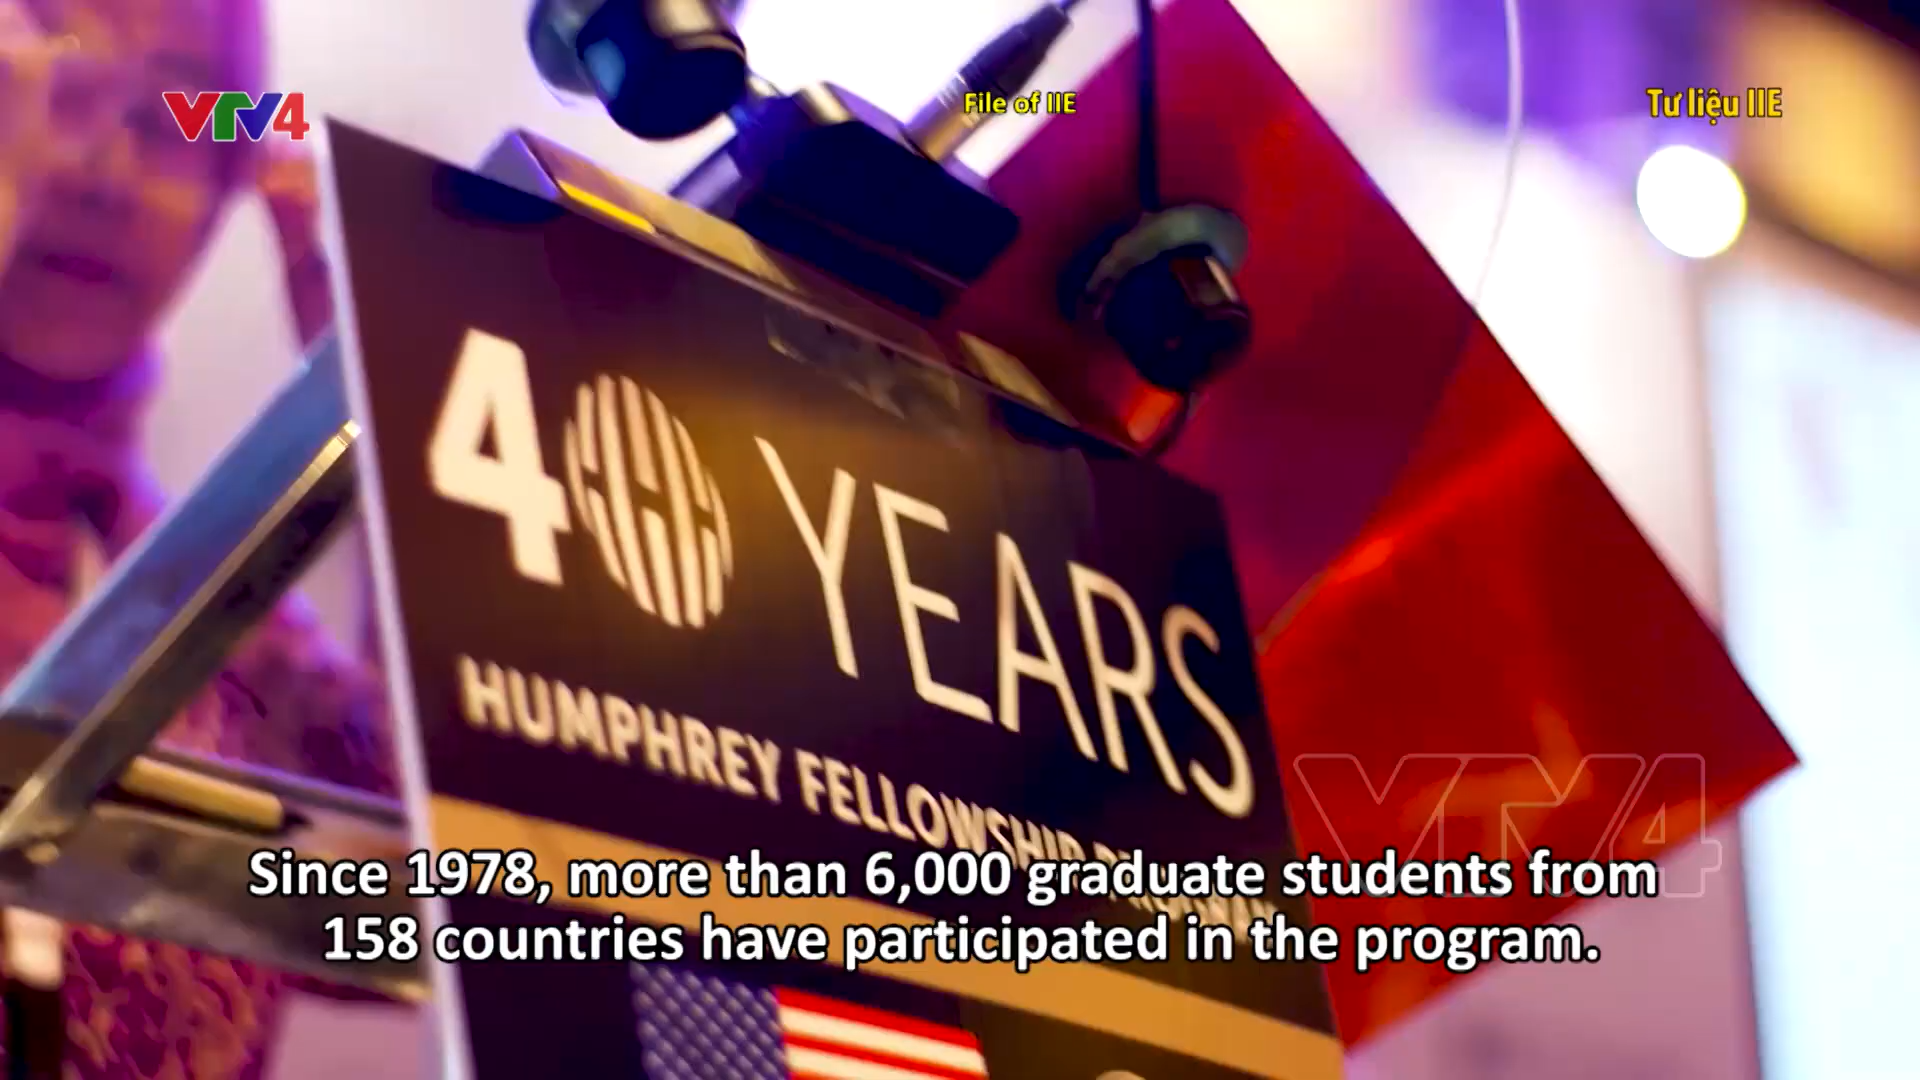 VTV4
File of IIE
Tư liệu IIE
40 YEARS
HUMPHREY FELLOWSHIP PROGRAM
VTV4
Since 1978, more than 6,000 graduate students from
158 countries have participated in the program.